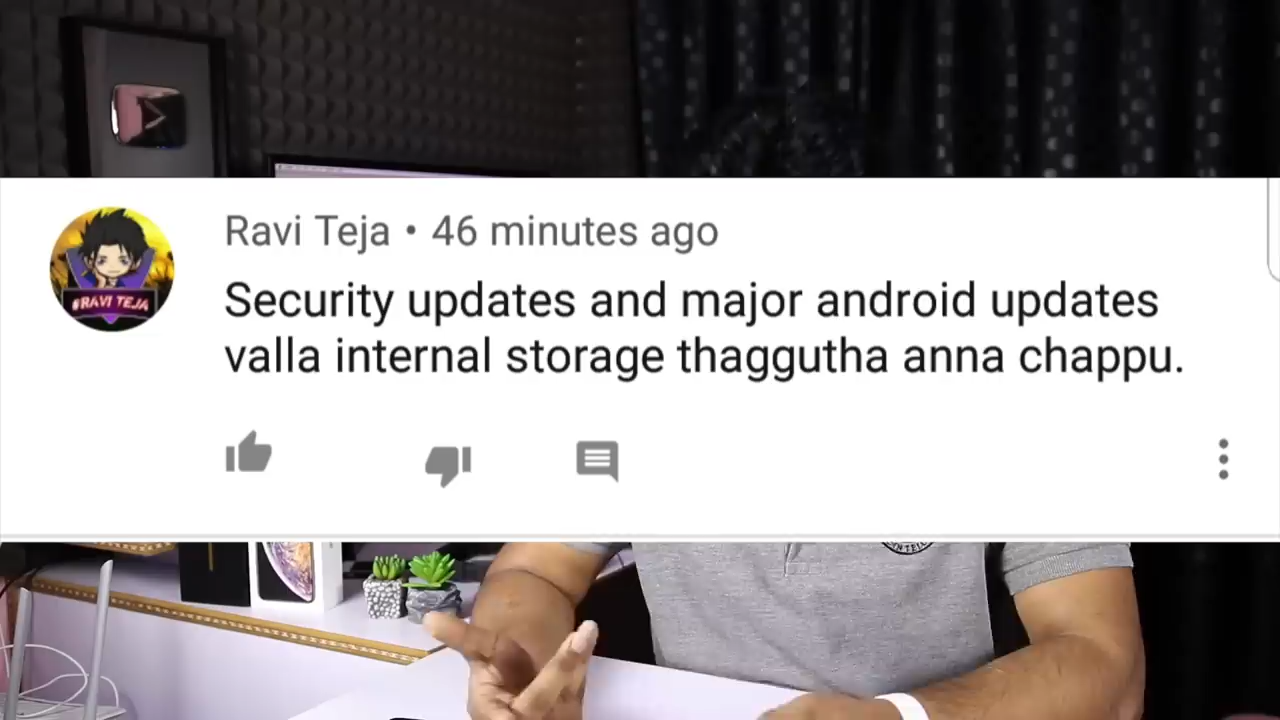 Ravi Teja • 46 minutes ago
#RAVI TEJA
Security updates and major android updates
valla internal storage thaggutha anna chappu.